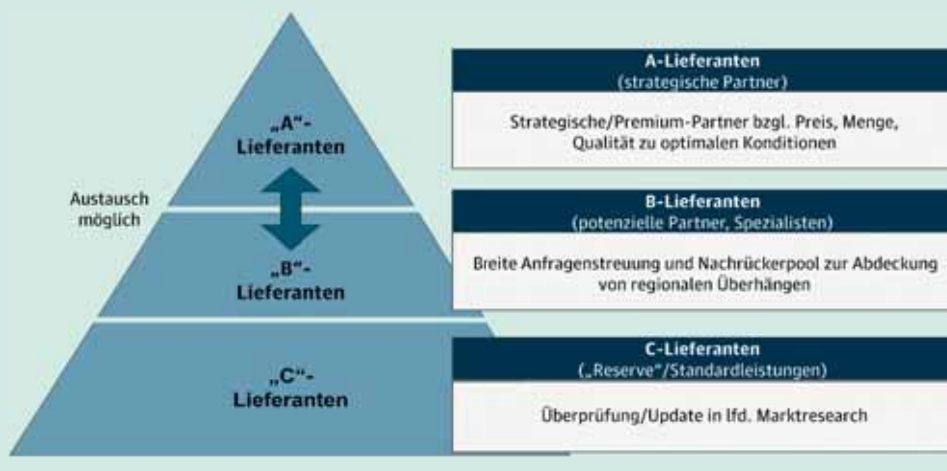 „A“-
Lieferanten
Austausch
möglich
„B“-
Lieferanten
„C“-
Lieferanten
A-Lieferanten
(strategische Partner)
Strategische/Premium-Partner bzgl. Preis, Menge,
Qualität zu optimalen Konditionen
B-Lieferanten
(potenzielle Partner, Spezialisten)
Breite Anfragenstreuung und Nachrückerpool zur Abdeckung
von regionalen Überhängen
C-Lieferanten
(„Reserve“/Standardleistungen)
Überprüfung/Update in lfd. Marktresearch